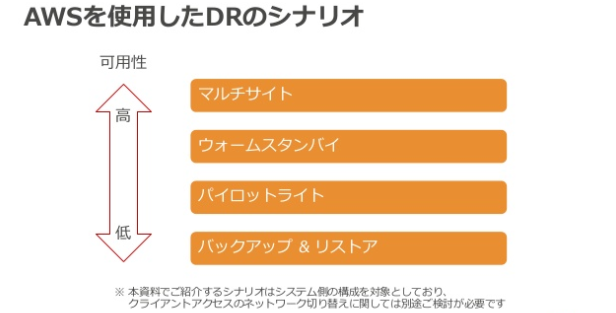 AWSを使用したDRのシナリオ
可用性
高
マルチサイト
ウォームスタンバイ
パイロットライト
低
バックアップ & リストア
※ 本資料でご紹介するシナリオはシステム側の構成を対象としており、
クライアントアクセスのネットワーク切り替えに関しては別途ご検討が必要です